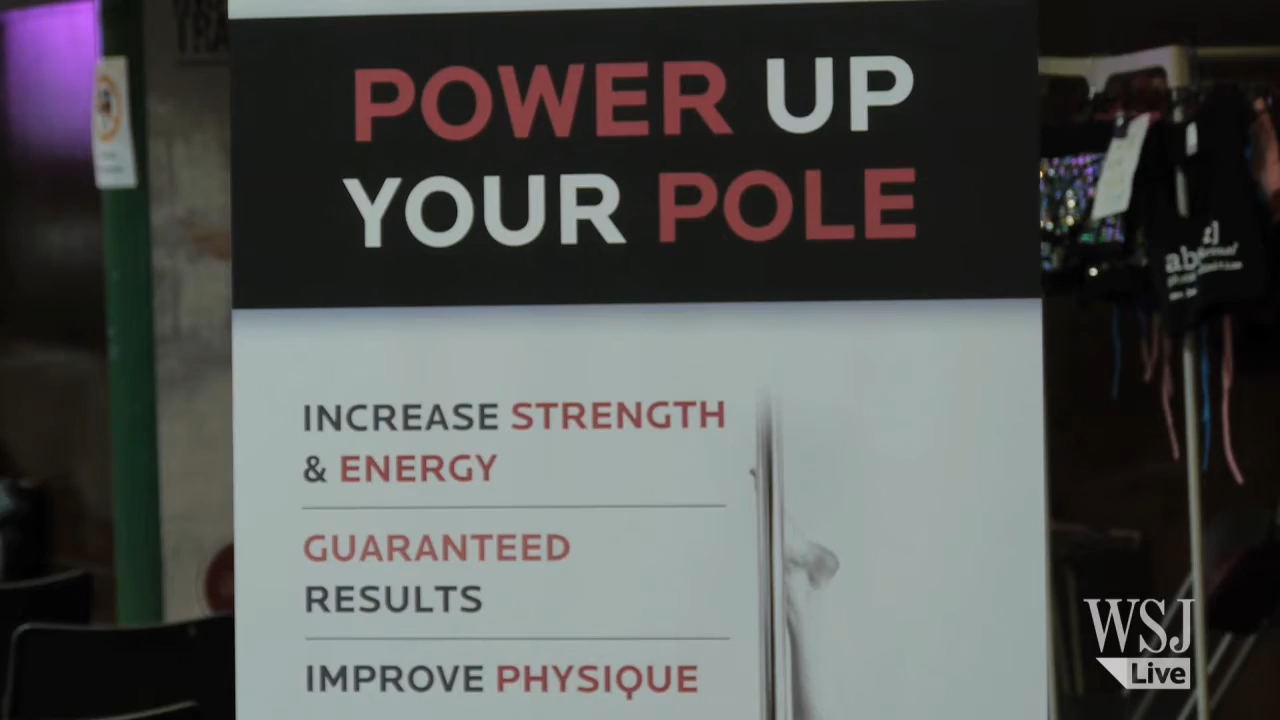 POWER UP
YOUR POLE
INCREASE STRENGTH
& ENERGY
GUARANTEED
RESULTS
IMPROVE PHYSIQUE
WSJ
Live